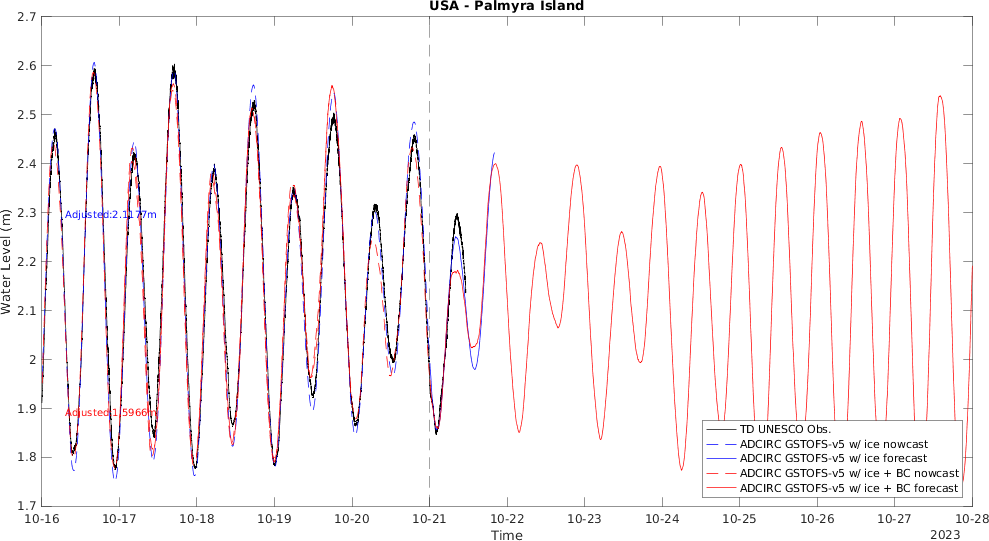 USA - Palmyra Island
2.7
2.6
2.5
2.4
2.3
2.2
2.1
2
1.9
1.8
1.7
Water Level (m)
Adjusted:2.1177m
Adjusted:1.5966m
TD UNESCO Obs.
ADCIRC GSTOFS-v5 w/ ice nowcast
ADCIRC GSTOFS-v5 w/ ice forecast
ADCIRC GSTOFS-v5 w/ ice + BC nowcast
ADCIRC GSTOFS-v5 w/ ice + BC forecast
10-16 10-17 10-18 10-19 10-20 10-21 10-22 10-23 10-24 10-25 10-26 10-27 10-28
Time
2023